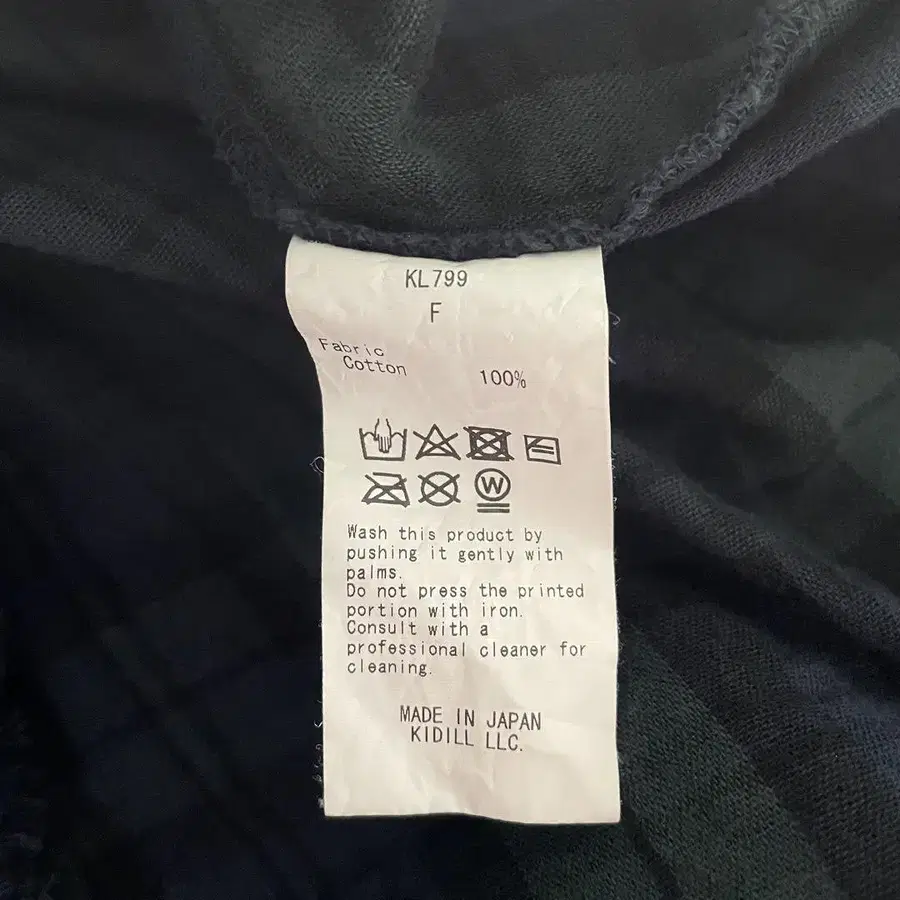 KL799
F
Fabric
Cotton 100%
W
Wash this product by
pushing it gently with
palms.
Do not press the printed
portion with iron.
Consult with a
professional cleaner for
cleaning.
MADE IN JAPAN
KIDILL LLC.